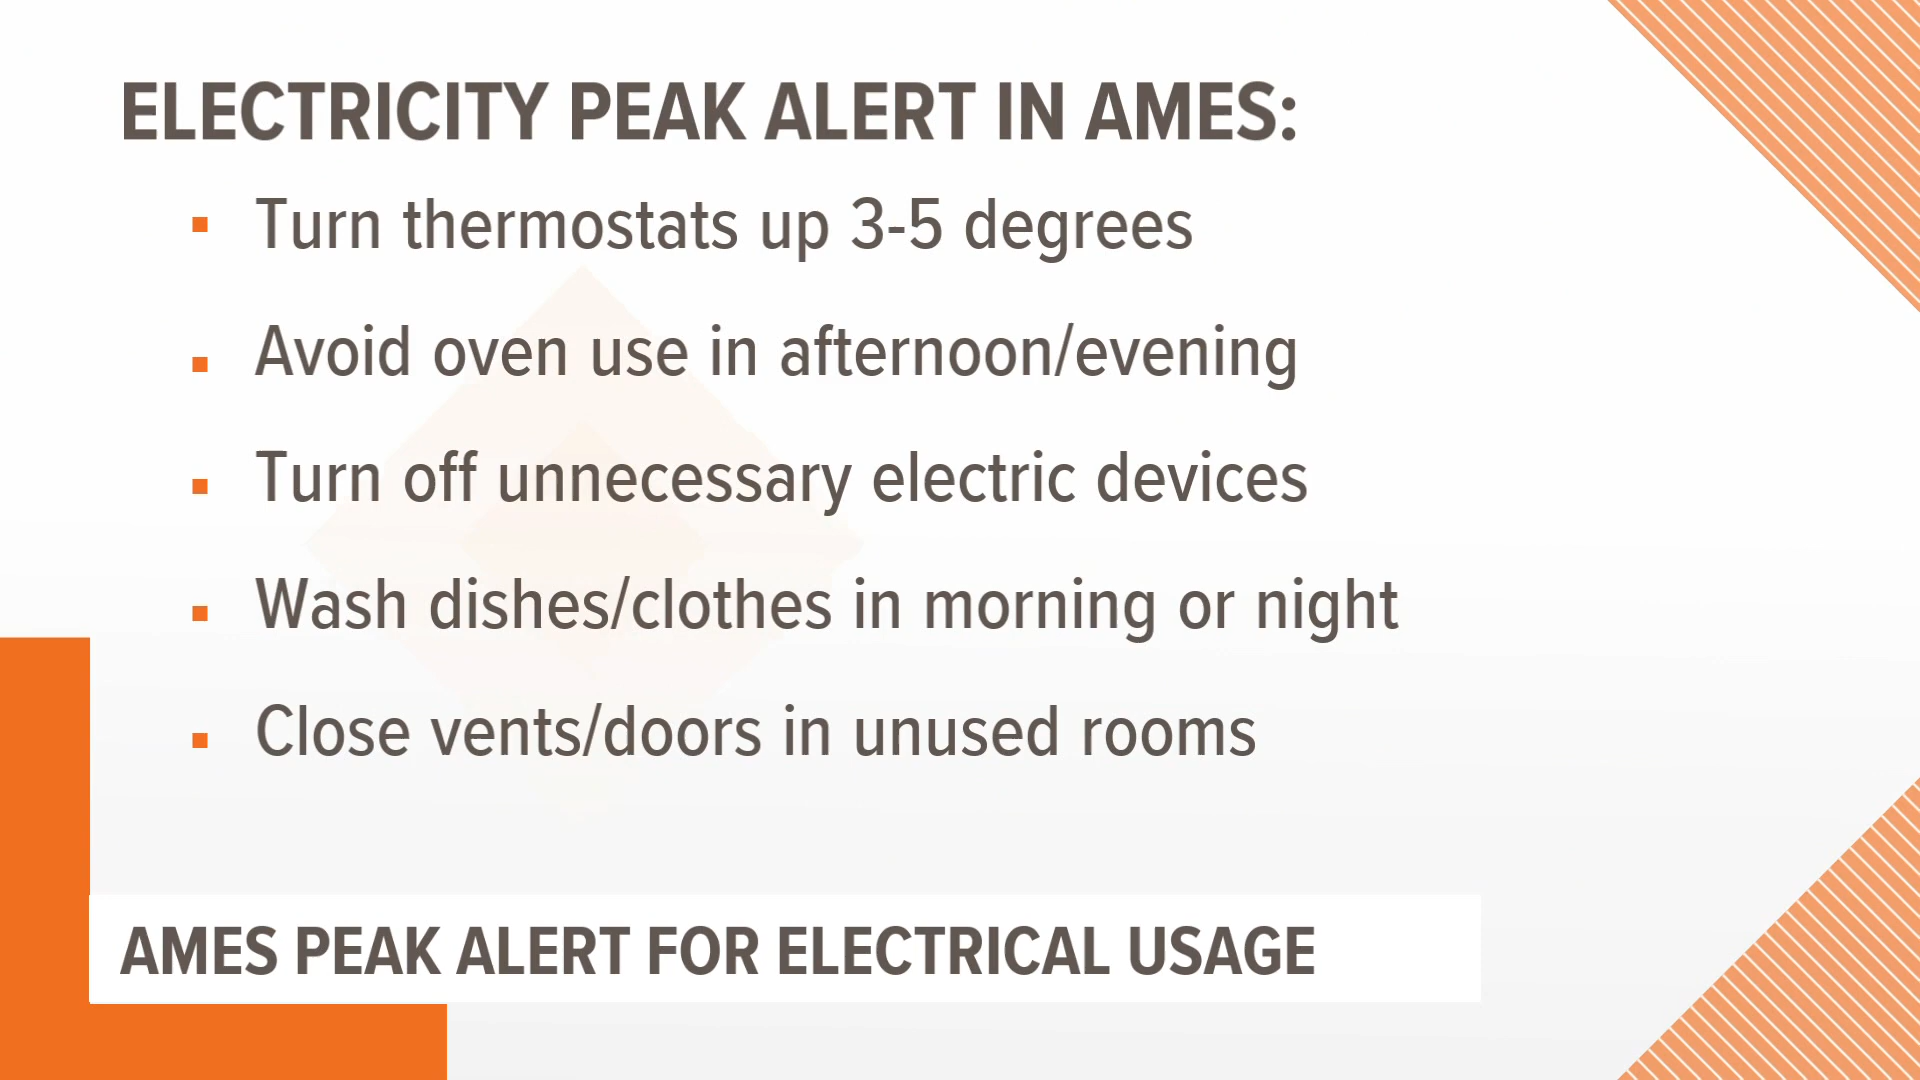 ELECTRICITY PEAK ALERT IN AMES:
Turn thermostats up 3-5 degrees
Avoid oven use in afternoon/evening
Turn off unnecessary electric devices
Wash dishes/clothes in morning or night
Close vents/doors in unused rooms
AMES PEAK ALERT FOR ELECTRICAL USAGE